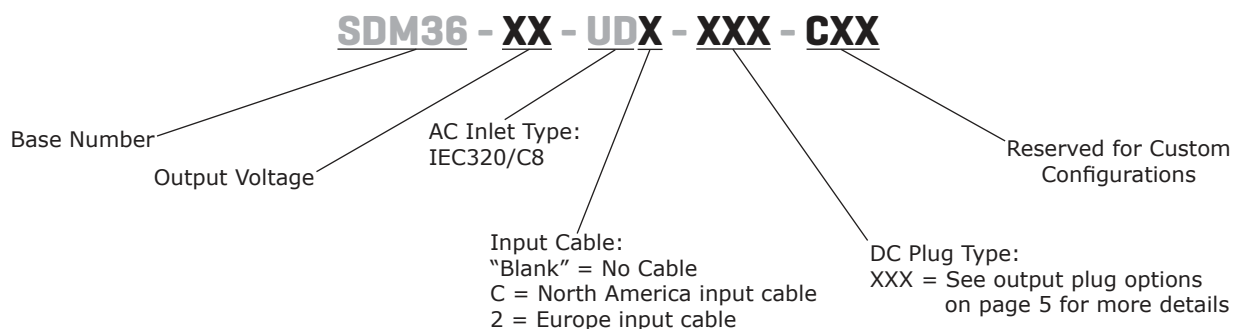 SDM36 - XX - UDX - XXX - CXX
Base Number
Output Voltage
AC Inlet Type:
IEC320/C8
Input Cable:
“Blank” = No Cable
C = North America input cable
2 = Europe input cable
DC Plug Type:
XXX = See output plug options
on page 5 for more details
Reserved for Custom
Configurations